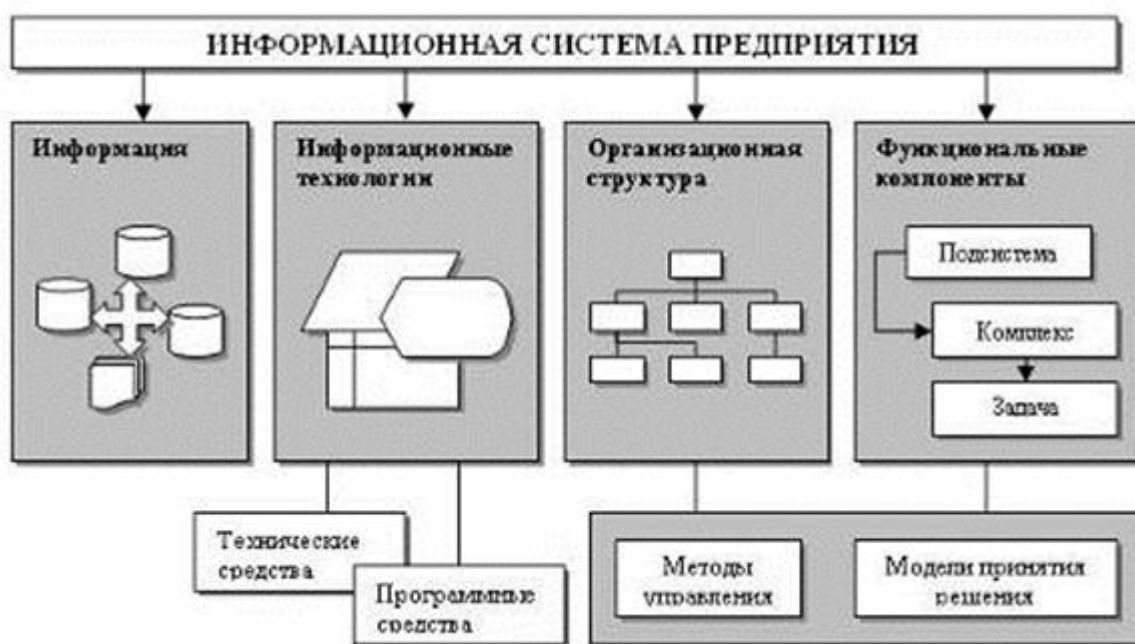 ИНФОРМАЦИОННАЯ СИСТЕМА ПРЕДПРИЯТИЯ
Информация
Информационные
технологии
Организационная
структура
Функциональные
компоненты
Подсистема
Комплекс
Задача
Технические
средства
Программные
средства
Методы
управления
Модели принятия
решения